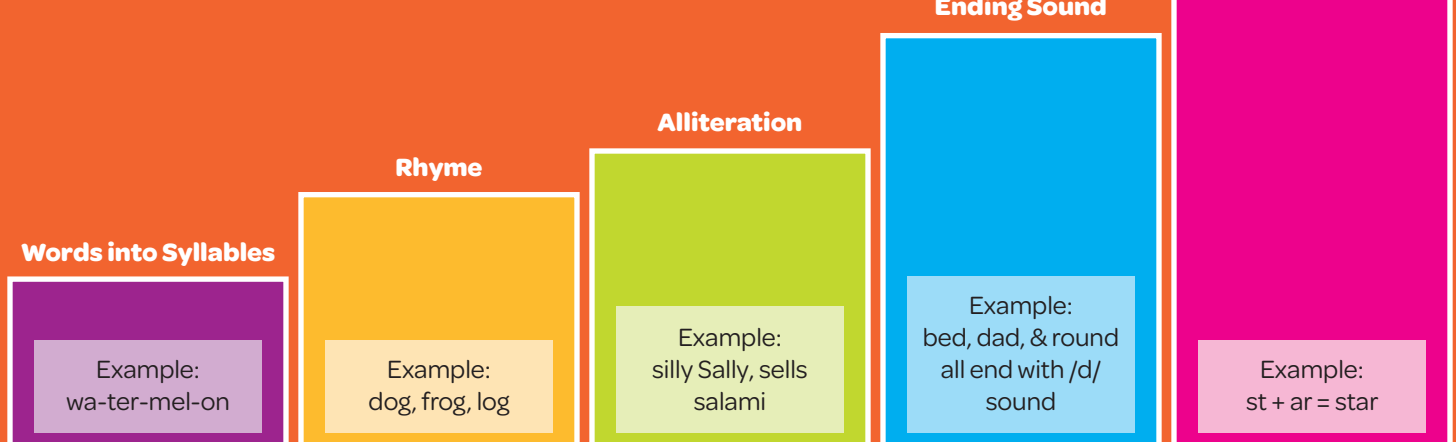 Ending Sound
Alliteration
Rhyme
Words into Syllables
Example:
wa-ter-mel-on
Example:
dog, frog, log
Example:
silly Sally, sells
salami
Example:
bed, dad, & round
all end with /d/
sound
Example:
st + ar = star